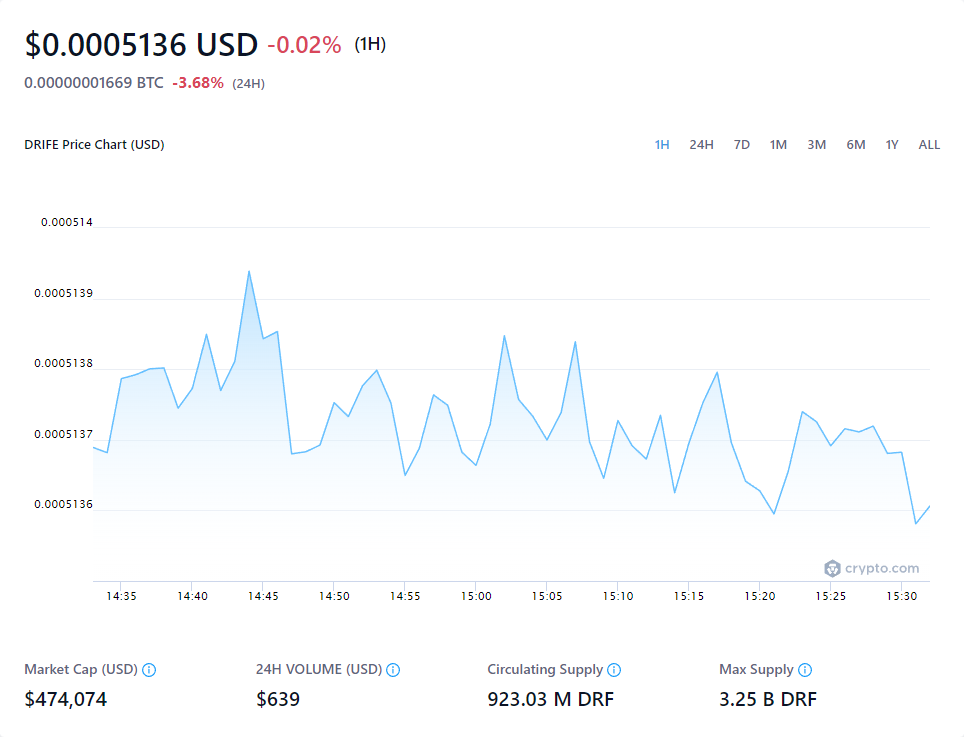 $0.0005136 USD -0.02% (1H)
0.00000001669 BTC -3.68% (24H)
DRIFE Price Chart (USD) 1H 24H 7D 1M 3M 6M 1Y ALL
0.000514
0.0005139
0.0005138
0.0005137
0.0005136
crypto.com
14:35 14:40 14:45 14:50 14:55 15:00 15:05 15:10 15:15 15:20 15:25 15:30
Market Cap (USD) 24H VOLUME (USD) Circulating Supply Max Supply
$474,074 $639 923.03 M DRF 3.25 B DRF